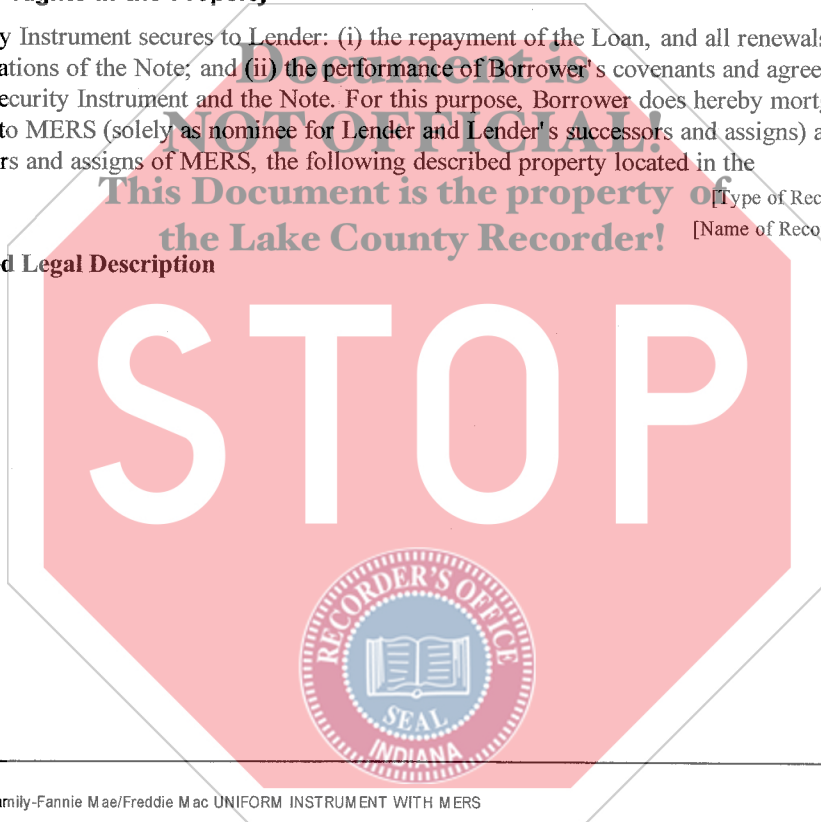 y Instrument secures to Lender: (i) the repayment of the Loan, and all renewals
Document is
ations of the Note; and (ii) the performance of Borrower's covenants and agree
ecurity Instrument and the Note. For this purpose, Borrower does hereby mort
NOT OFFICIAL!
to MERS (solely as nominee for Lender and Lender's successors and assigns) a
rs and assigns of MERS, the following described property located in the
This Document is the property of
[Type of Rec
the Lake County Recorder!
[Name of Reco
d Legal Description
STOP
RECORDER'S OFFICE
SEAL
INDIANA
amily-Fannie Mae/Freddie Mac UNIFORM INSTRUMENT WITH MERS